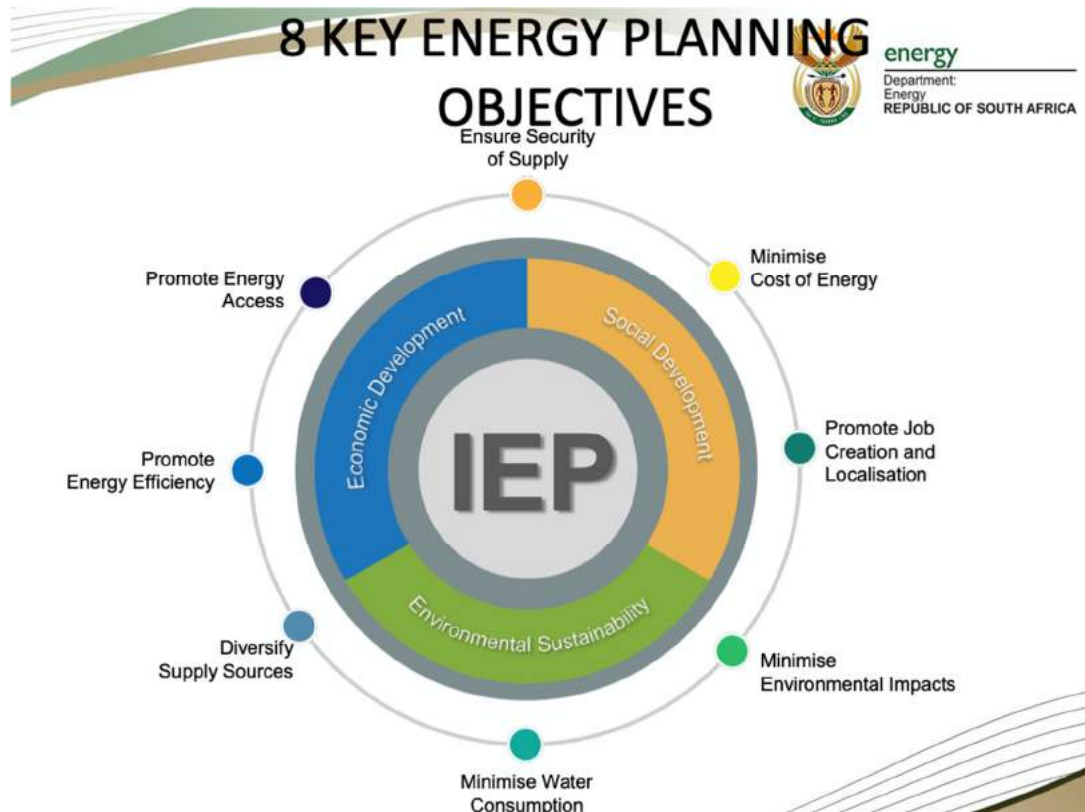 8 KEY ENERGY PLANNING
OBJECTIVES
energy
Department:
Energy
REPUBLIC OF SOUTH AFRICA
Ensure Security
of Supply
Minimise
Cost of Energy
Promote Job
Creation and
Localisation
Minimise
Environmental Impacts
Minimise Water
Consumption
Diversify
Supply Sources
Promote
Energy Efficiency
Promote Energy
Access
Economic Development
Social Development
Environmental Sustainability
IEP